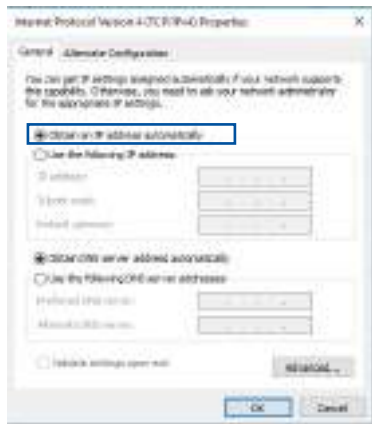 Internet Protocol Version 4 (TCP/IPv4) Properties
General Alternate Configuration
You can get IP settings assigned automatically if your network supports
this capability. Otherwise, you need to ask your network administrator
for the appropriate IP settings.
Obtain an IP address automatically
Use the following IP address:
IP address:
Subnet mask:
Default gateway:
Obtain DNS server address automatically
Use the following DNS server addresses:
Preferred DNS server:
Alternate DNS server:
Validate settings upon exit
Advanced...
OK Cancel